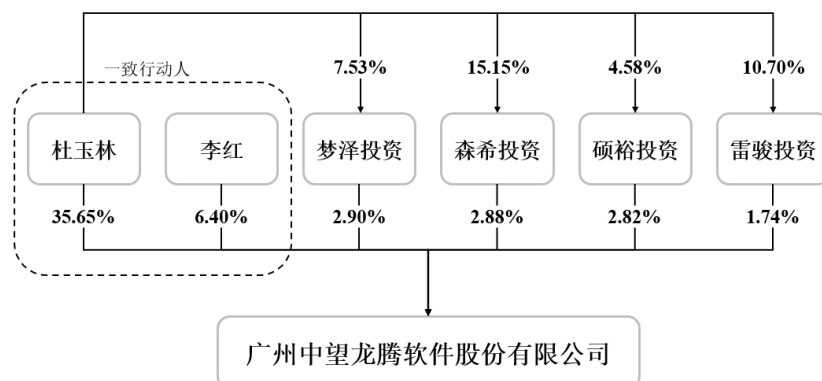 一致行动人
7.53% 15.15% 4.58% 10.70%
杜玉林 李红 梦泽投资 森希投资 硕裕投资 雷骏投资
35.65% 6.40% 2.90% 2.88% 2.82% 1.74%
广州中望龙腾软件股份有限公司